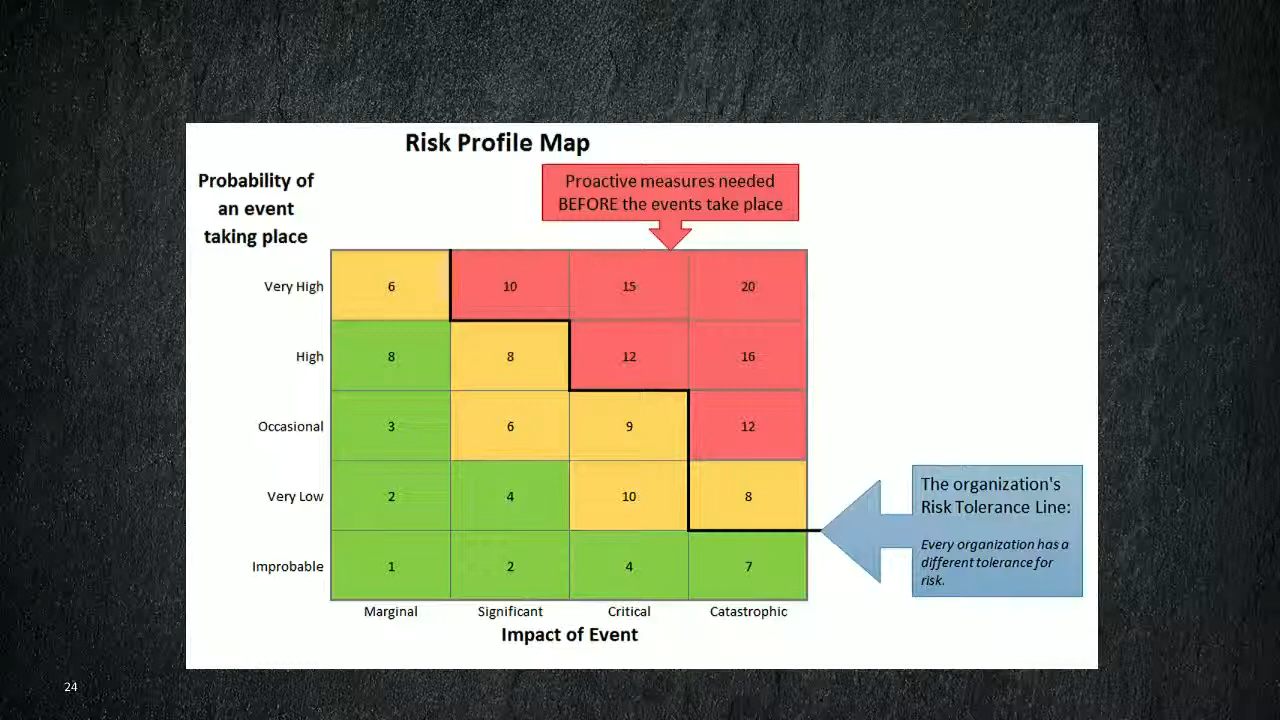 Risk Profile Map
Probability of
an event
taking place
Proactive measures needed
BEFORE the events take place
Very High 6 10 15 20
High 8 8 12 16
Occasional 3 6 9 12
Very Low 2 4 10 8
Improbable 1 2 4 7
Marginal Significant Critical Catastrophic
Impact of Event
The organization's
Risk Tolerance Line:
Every organization has a
different tolerance for
risk.
24